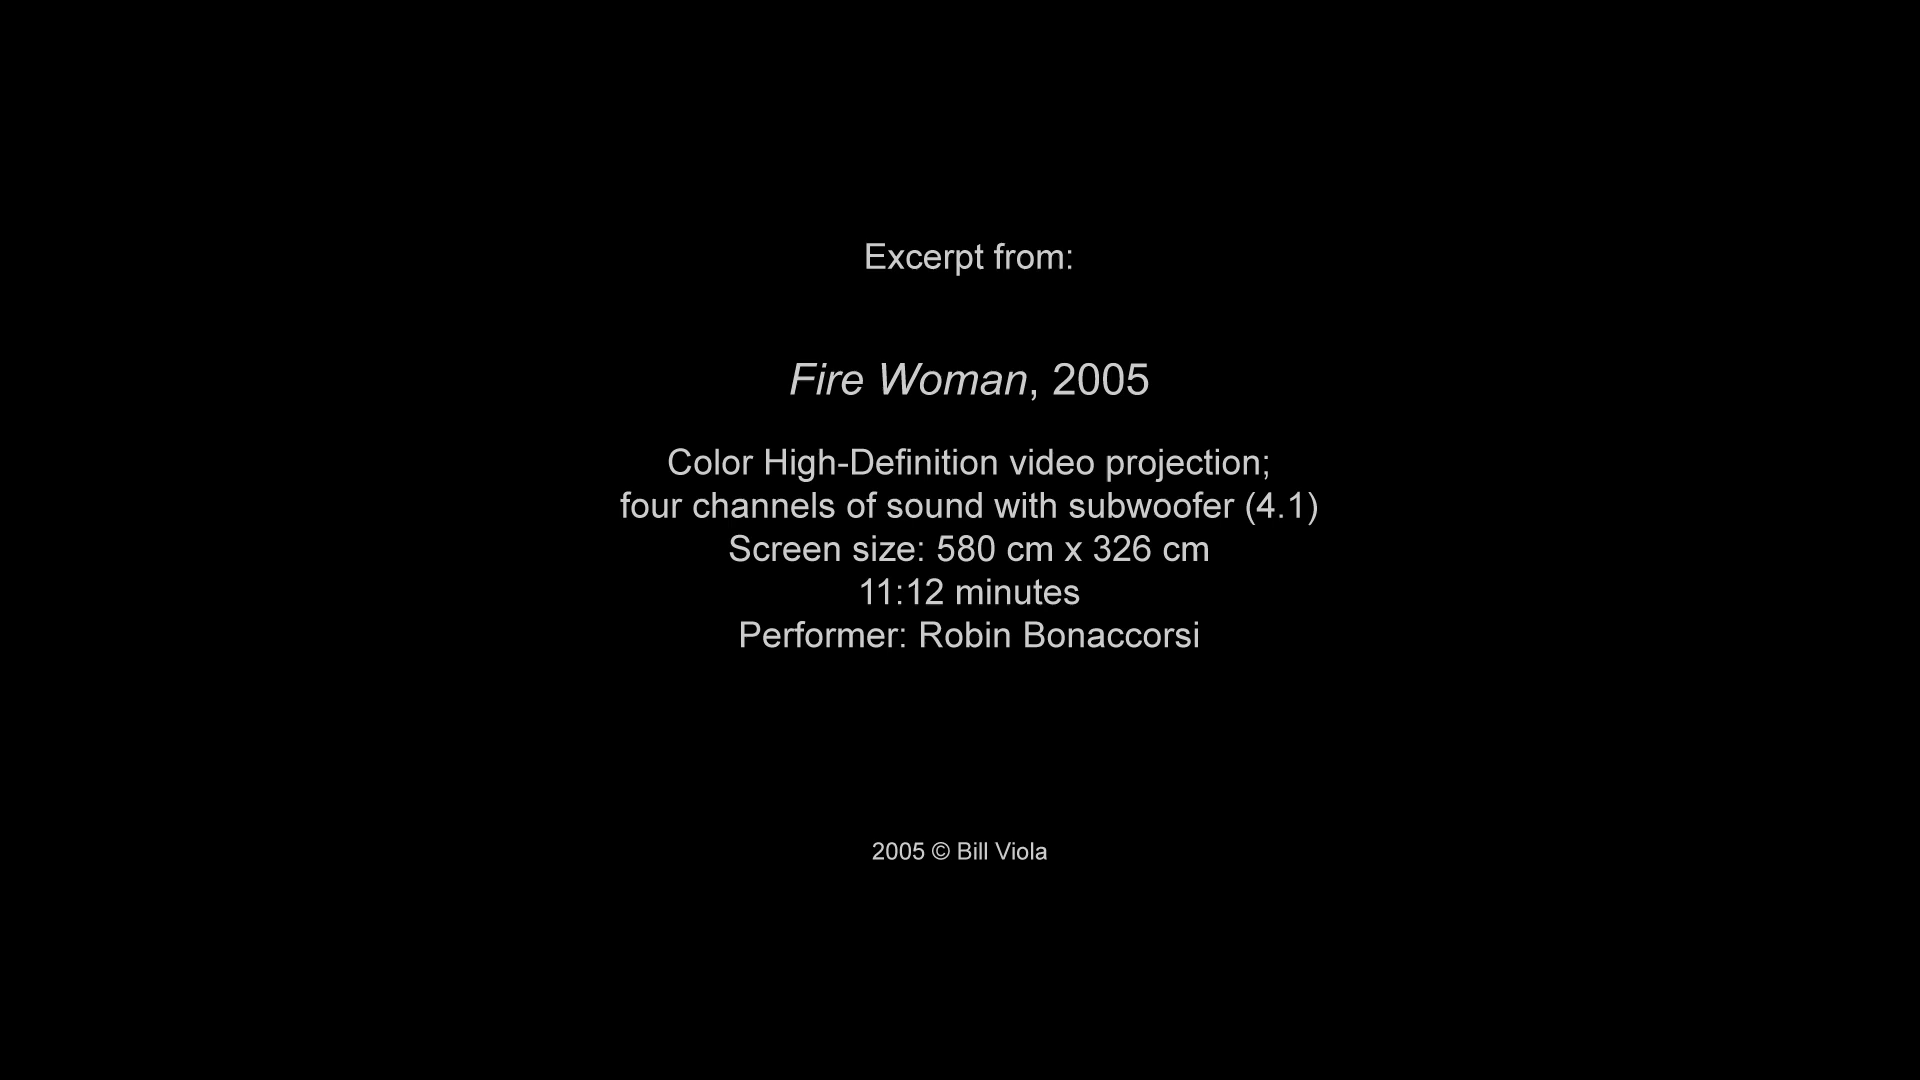 Excerpt from:
Fire Woman, 2005
Color High-Definition video projection;
four channels of sound with subwoofer (4.1)
Screen size: 580 cm x 326 cm
11:12 minutes
Performer: Robin Bonaccorsi
2005 © Bill Viola